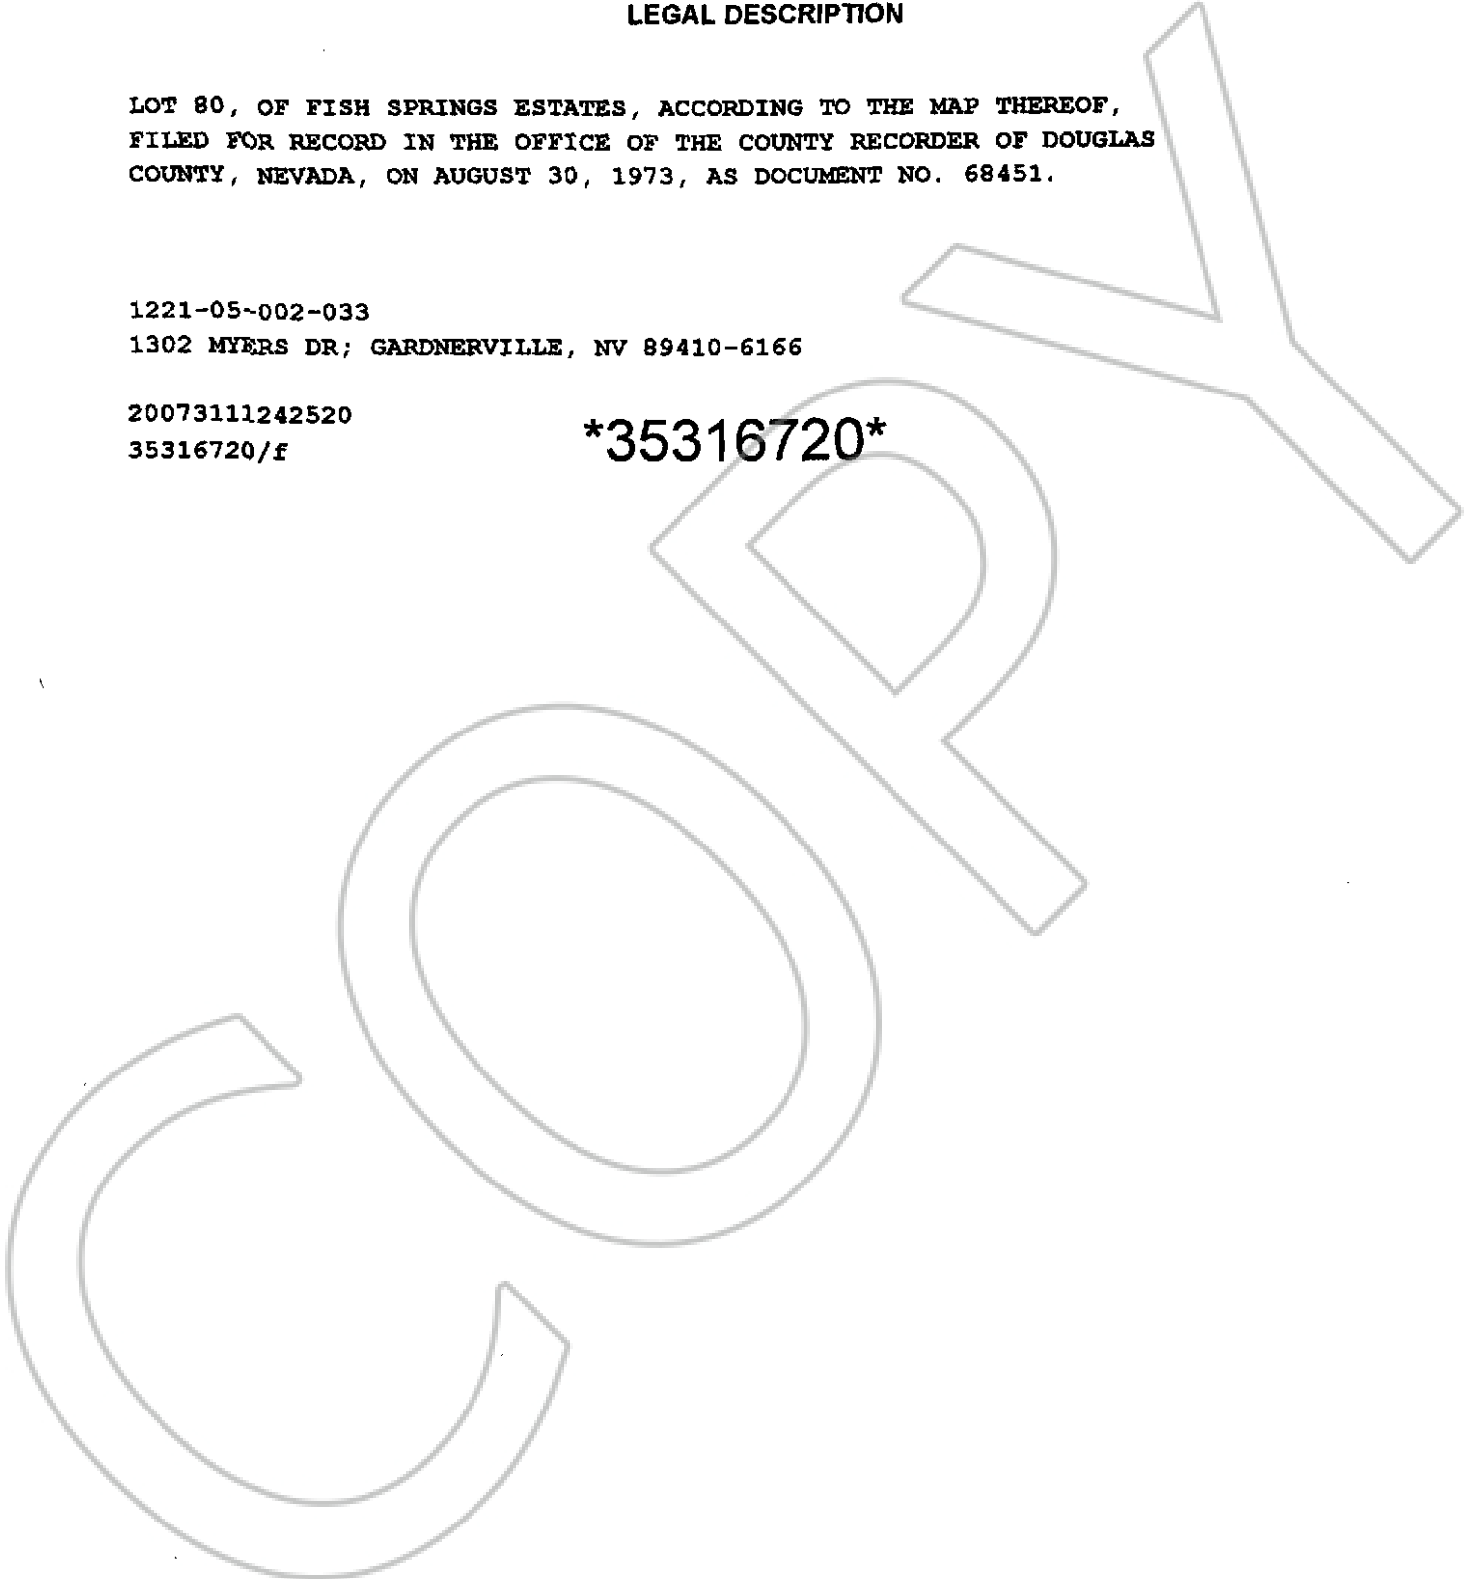 LEGAL DESCRIPTION
LOT 80, OF FISH SPRINGS ESTATES, ACCORDING TO THE MAP THEREOF,
FILED FOR RECORD IN THE OFFICE OF THE COUNTY RECORDER OF DOUGLAS
COUNTY, NEVADA, ON AUGUST 30, 1973, AS DOCUMENT NO. 68451.
1221-05-002-033
1302 MYERS DR; GARDNERVILLE, NV 89410-6166
20073111242520
35316720/f
*35316720*
COPY